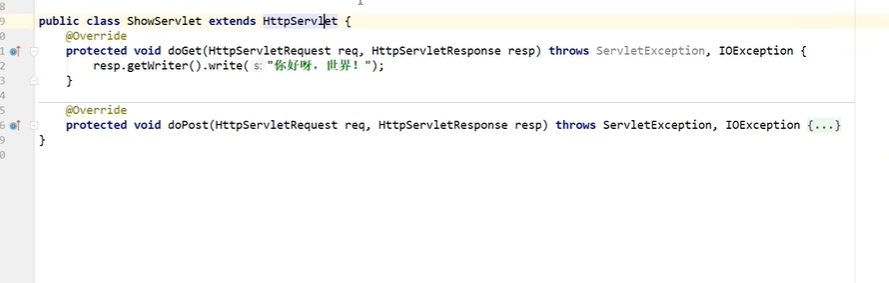 8
9 public class ShowServlet extends HttpServlet {
0 @Override
1 protected void doGet(HttpServletRequest req, HttpServletResponse resp) throws ServletException, IOException {
2 resp.getWriter().write( s: "你好呀，世界！");
3 }
4
5 @Override
6 protected void doPost(HttpServletRequest req, HttpServletResponse resp) throws ServletException, IOException {...}
9 }
0